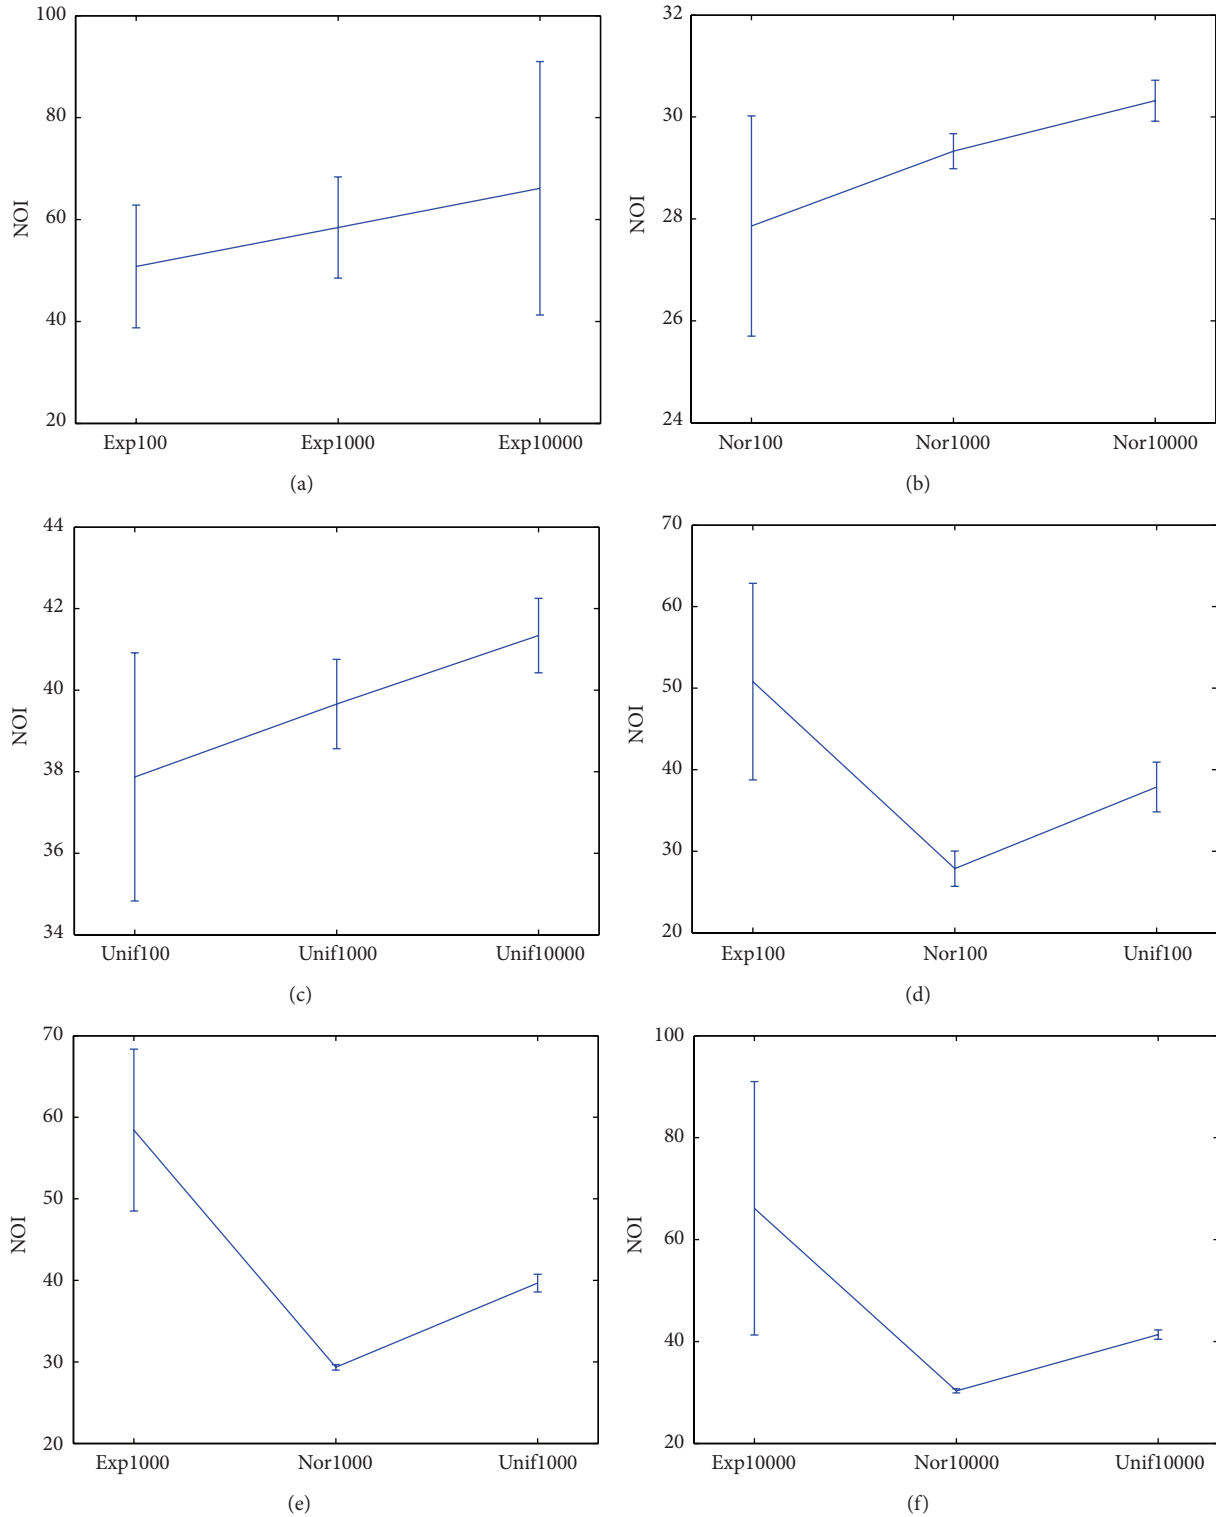 100
80
60
40
20
NOI
Exp100 Exp1000 Exp10000
(a)
32
30
28
26
24
NOI
Nor100 Nor1000 Nor10000
(b)
44
42
40
38
36
34
NOI
Unif100 Unif1000 Unif10000
(c)
70
60
50
40
30
20
NOI
Exp100 Nor100 Unif100
(d)
70
60
50
40
30
20
NOI
Exp1000 Nor1000 Unif1000
(e)
100
80
60
40
20
NOI
Exp10000 Nor10000 Unif10000
(f)